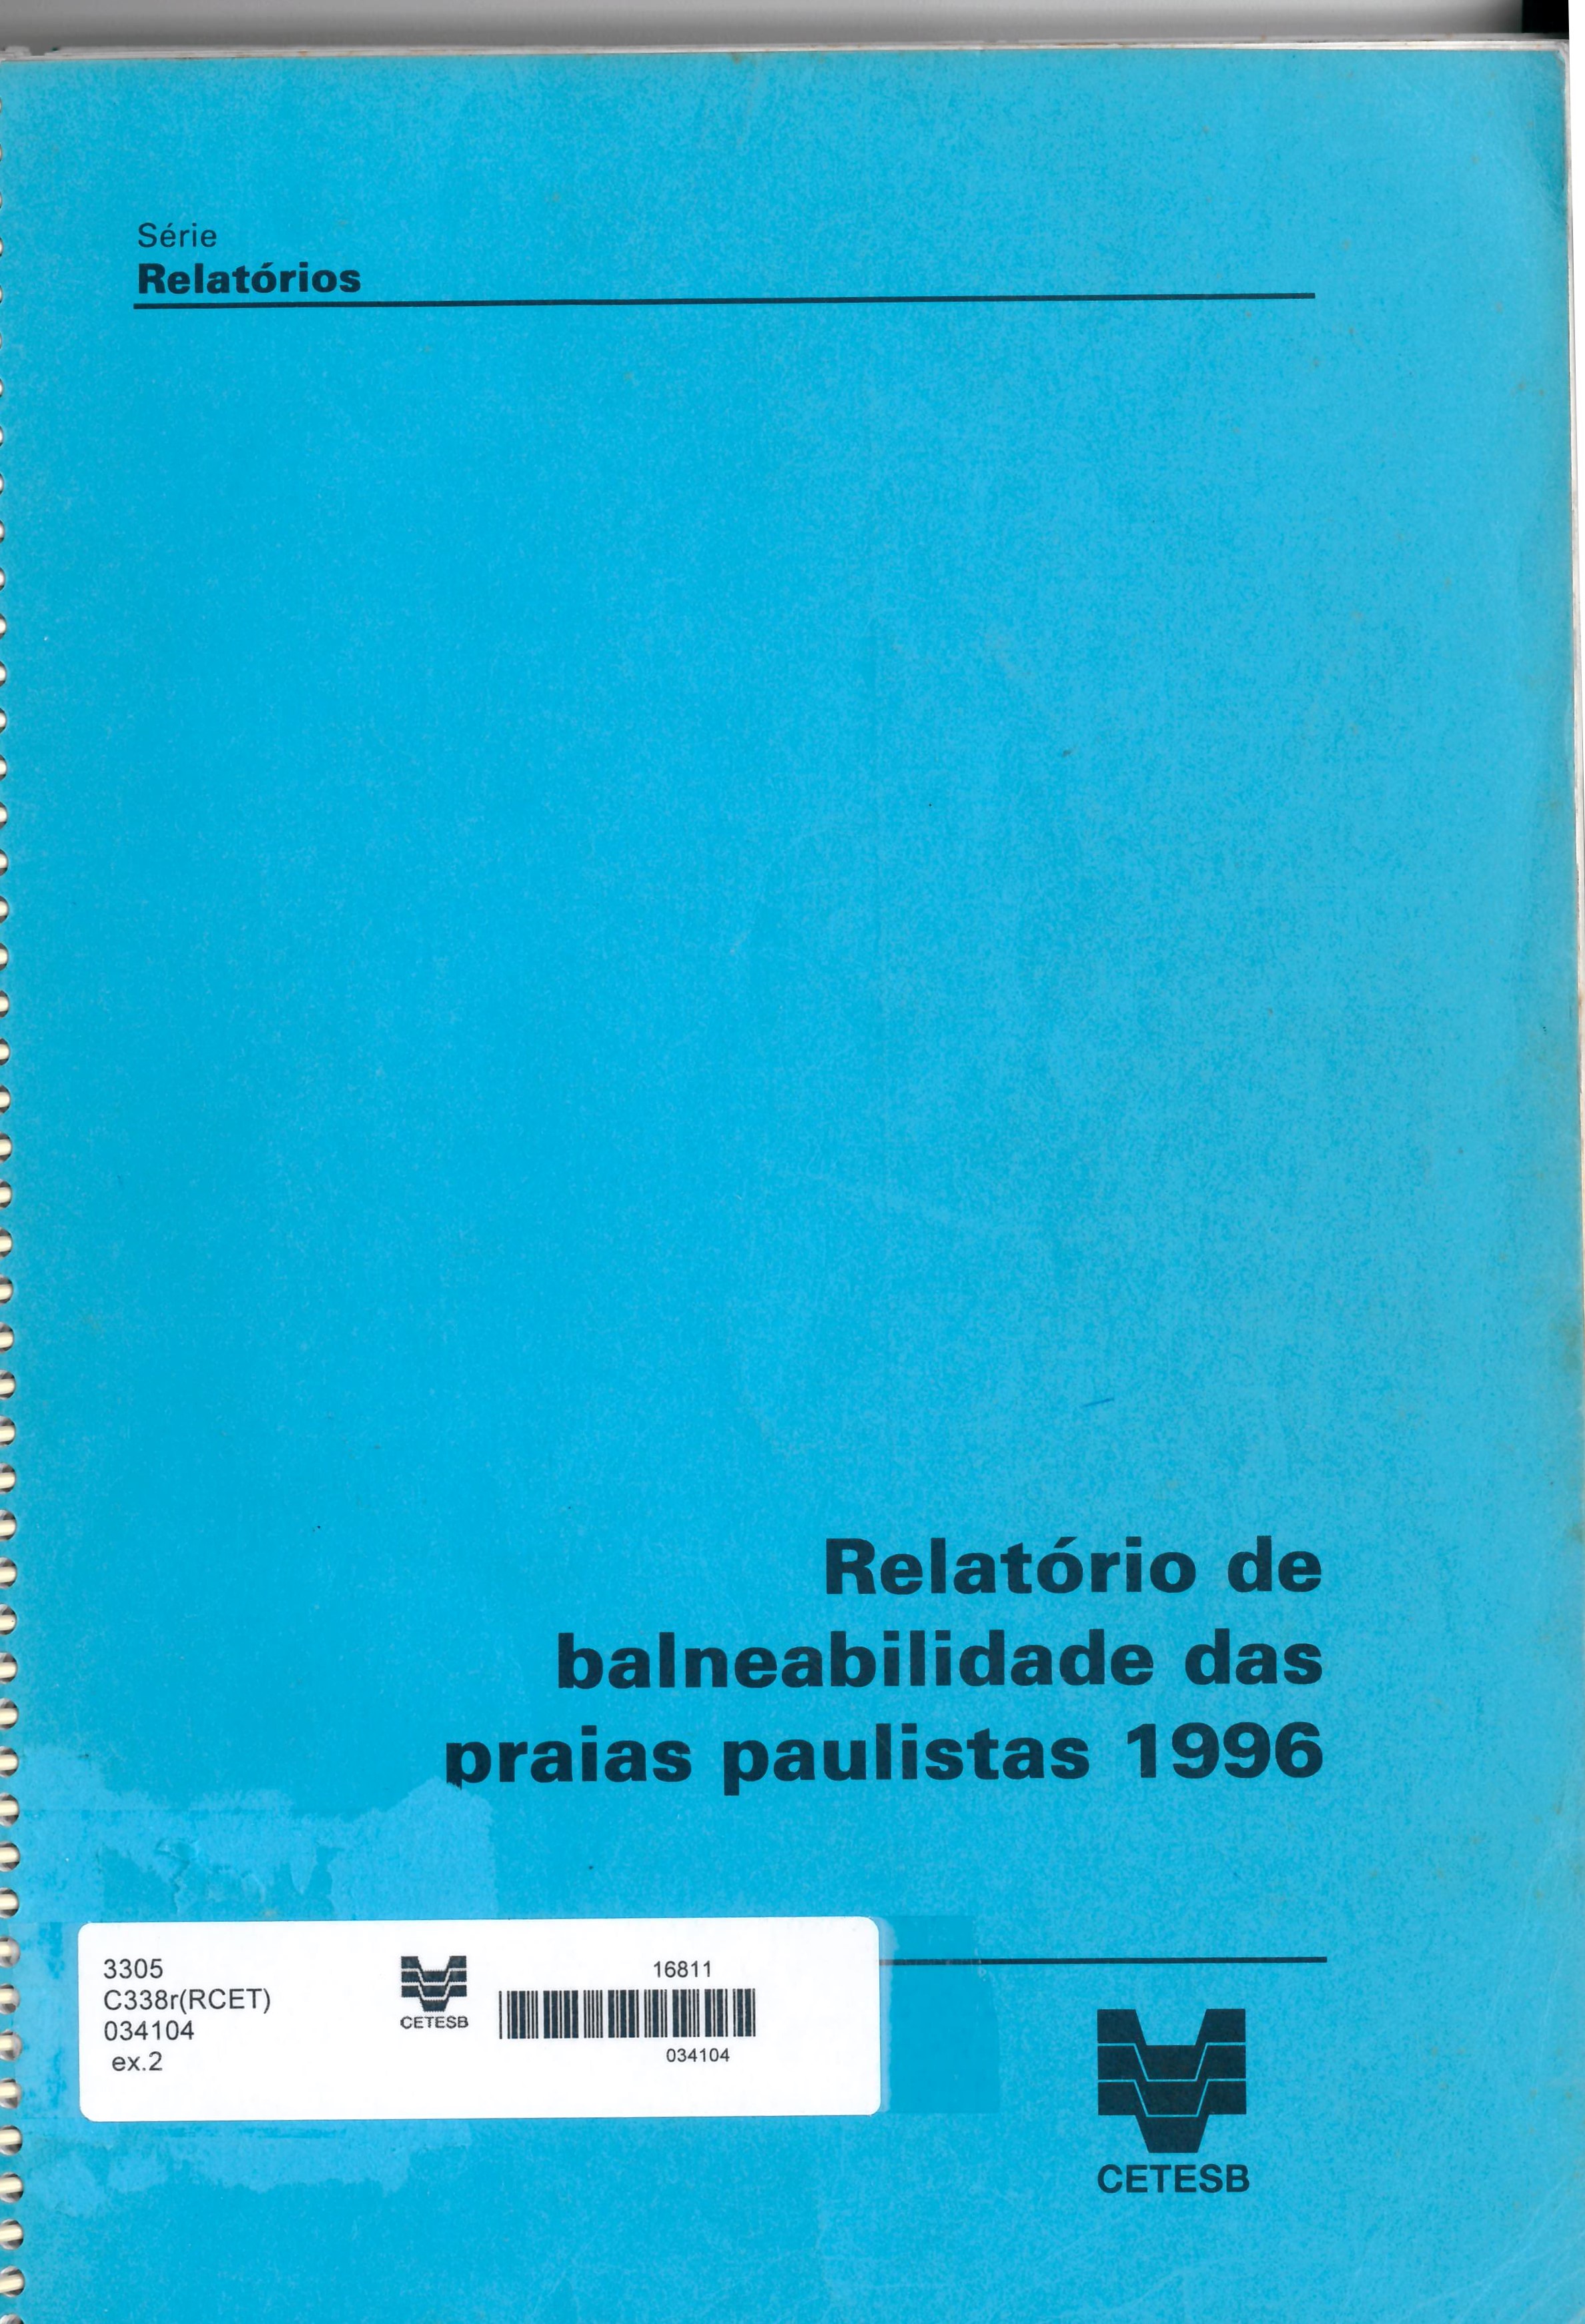 Série
Relatórios
Relatório de
balneabilidade das
praias paulistas 1996
3305
C338r(RCET)
034104
ex.2
CETESB
16811
034104
CETESB